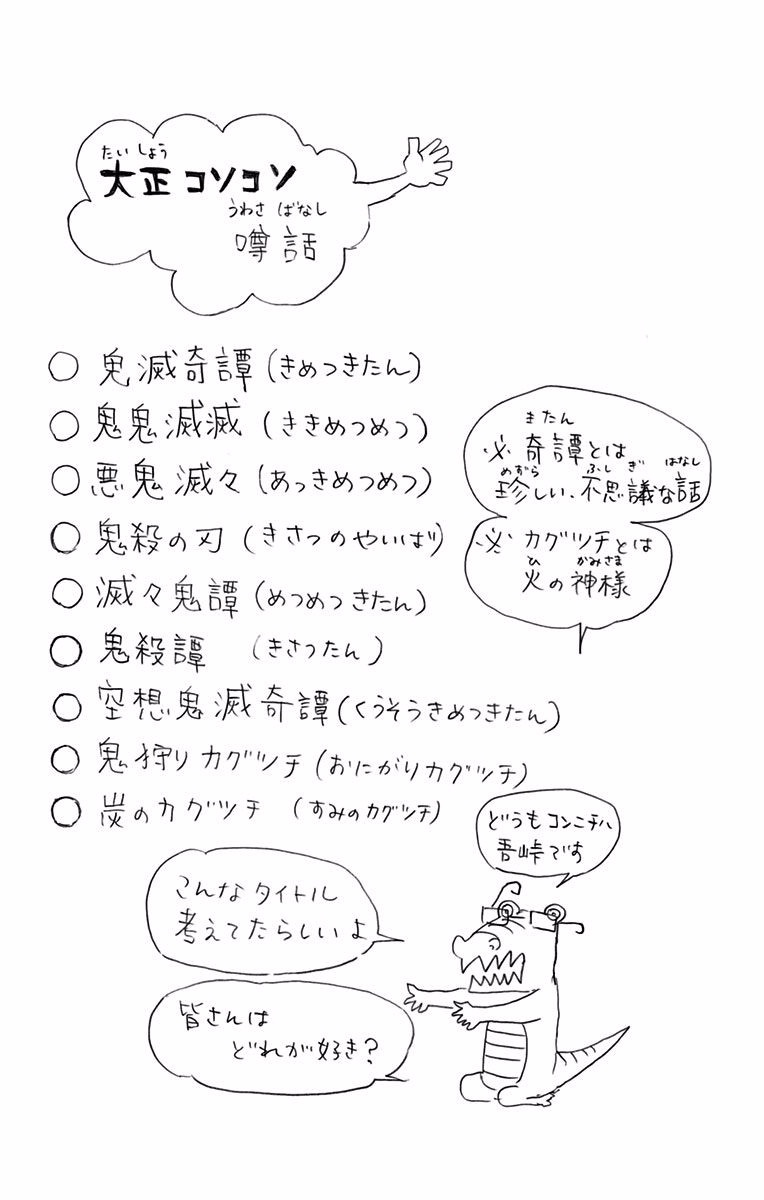 たいしょう
大正コソコソ
うわさばなし
噂話
○ 鬼滅奇譚(きめつきたん)
○ 鬼鬼滅滅(ききめつめつ)
○ 悪鬼滅々(あっきめつめつ)
○ 鬼殺の刃(きさつのやいば)
○ 滅々鬼譚(めつめつきたん)
○ 鬼殺譚(きさつたん)
○ 空想鬼滅奇譚(くうそうきめつきたん)
○ 鬼狩りカグツチ(おにがりカグツチ)
○ 炭のカグツチ(すみのカグツチ)
きたん
※奇譚とは
めずら ふしぎ はなし
珍しい、不思議な話
※カグツチとは
ひ かみさま
火の神様
どうもコンニチハ
吾峠です
こんなタイトル
考えてたらしいよ
皆さんは
どれが好き?